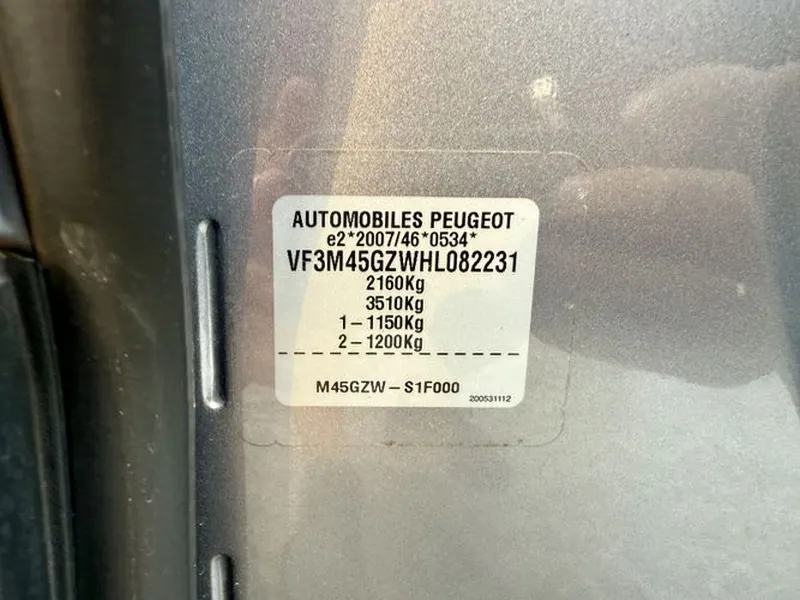 AUTOMOBILES PEUGEOT
e2*2007/46*0534*
VF3M45GZWHL082231
2160Kg
3510Kg
1-1150Kg
2-1200Kg
M45GZW-S1F000
200531112